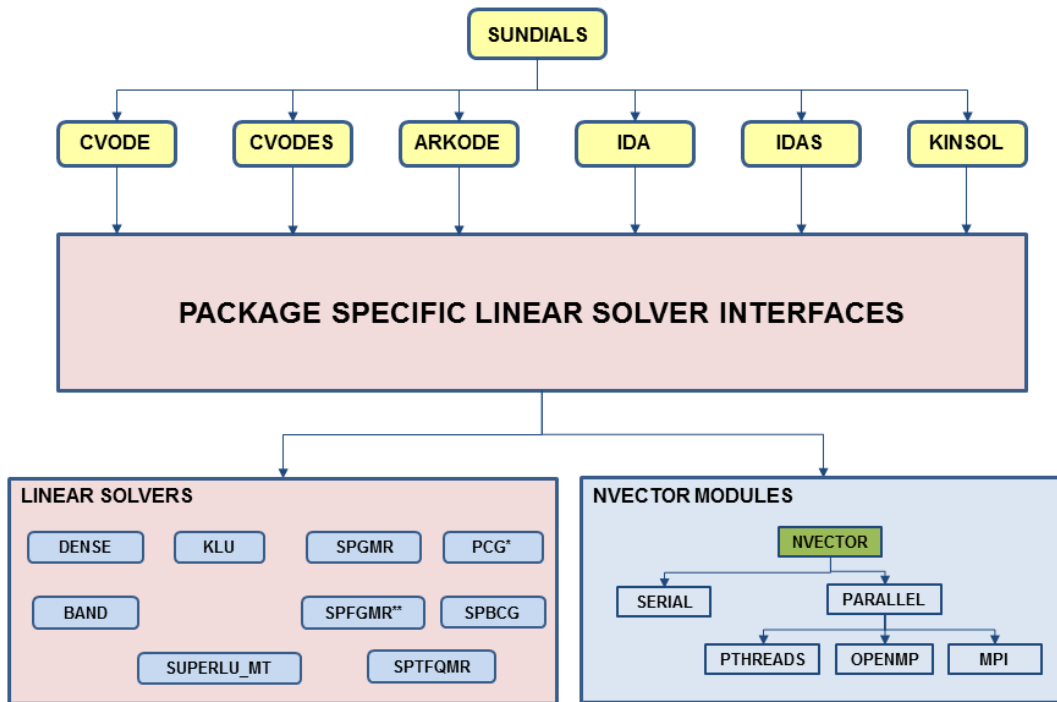 SUNDIALS
CVODE
CVODES
ARKODE
IDA
IDAS
KINSOL
PACKAGE SPECIFIC LINEAR SOLVER INTERFACES
LINEAR SOLVERS
DENSE
KLU
SPGMR
PCG*
BAND
SPFGMR**
SPBCG
SUPERLU_MT
SPTFQMR
NVECTOR MODULES
NVECTOR
SERIAL
PARALLEL
PTHREADS
OPENMP
MPI